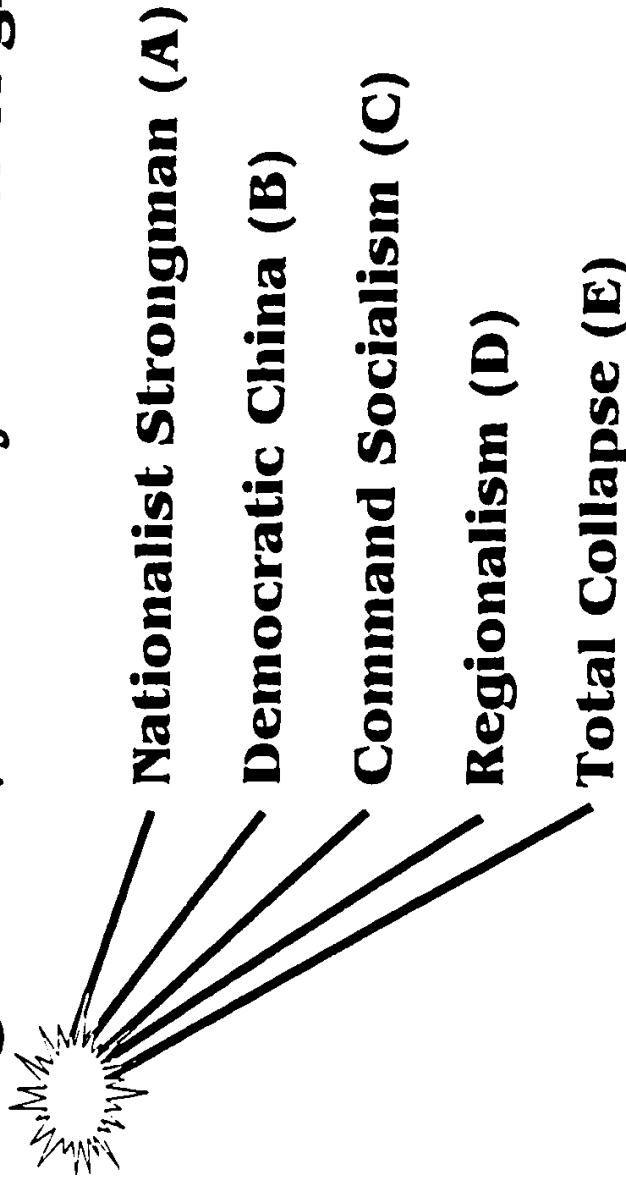 Nationalist Strongman (A)
Democratic China (B)
Command Socialism (C)
Regionalism (D)
Total Collapse (E)